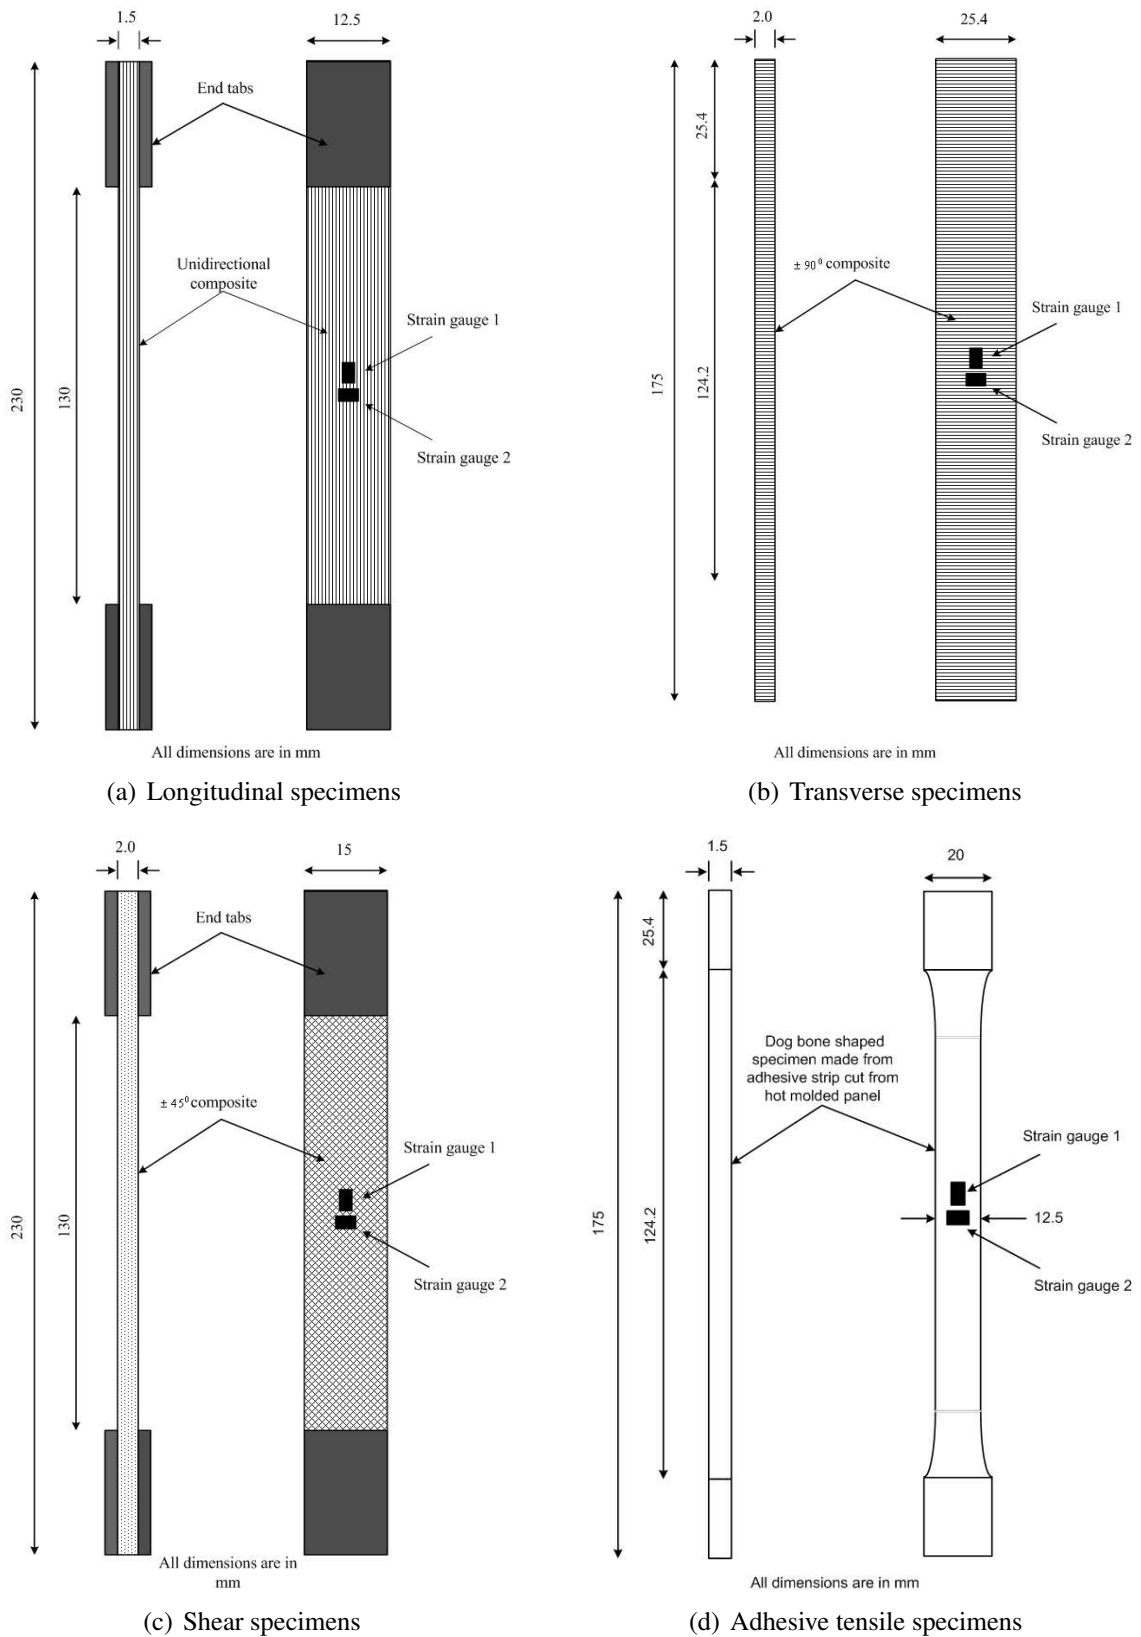 1.5
12.5
End tabs
Unidirectional
composite
Strain gauge 1
230
130
Strain gauge 2
All dimensions are in mm
(a) Longitudinal specimens
2.0
25.4
25.4
± 90⁰ composite
Strain gauge 1
175
124.2
Strain gauge 2
All dimensions are in mm
(b) Transverse specimens
2.0
15
End tabs
± 45⁰ composite
Strain gauge 1
230
130
Strain gauge 2
All dimensions are in
mm
(c) Shear specimens
1.5
20
25.4
Dog bone shaped
specimen made from
adhesive strip cut from
hot molded panel
Strain gauge 1
175
124.2
12.5
Strain gauge 2
All dimensions are in mm
(d) Adhesive tensile specimens